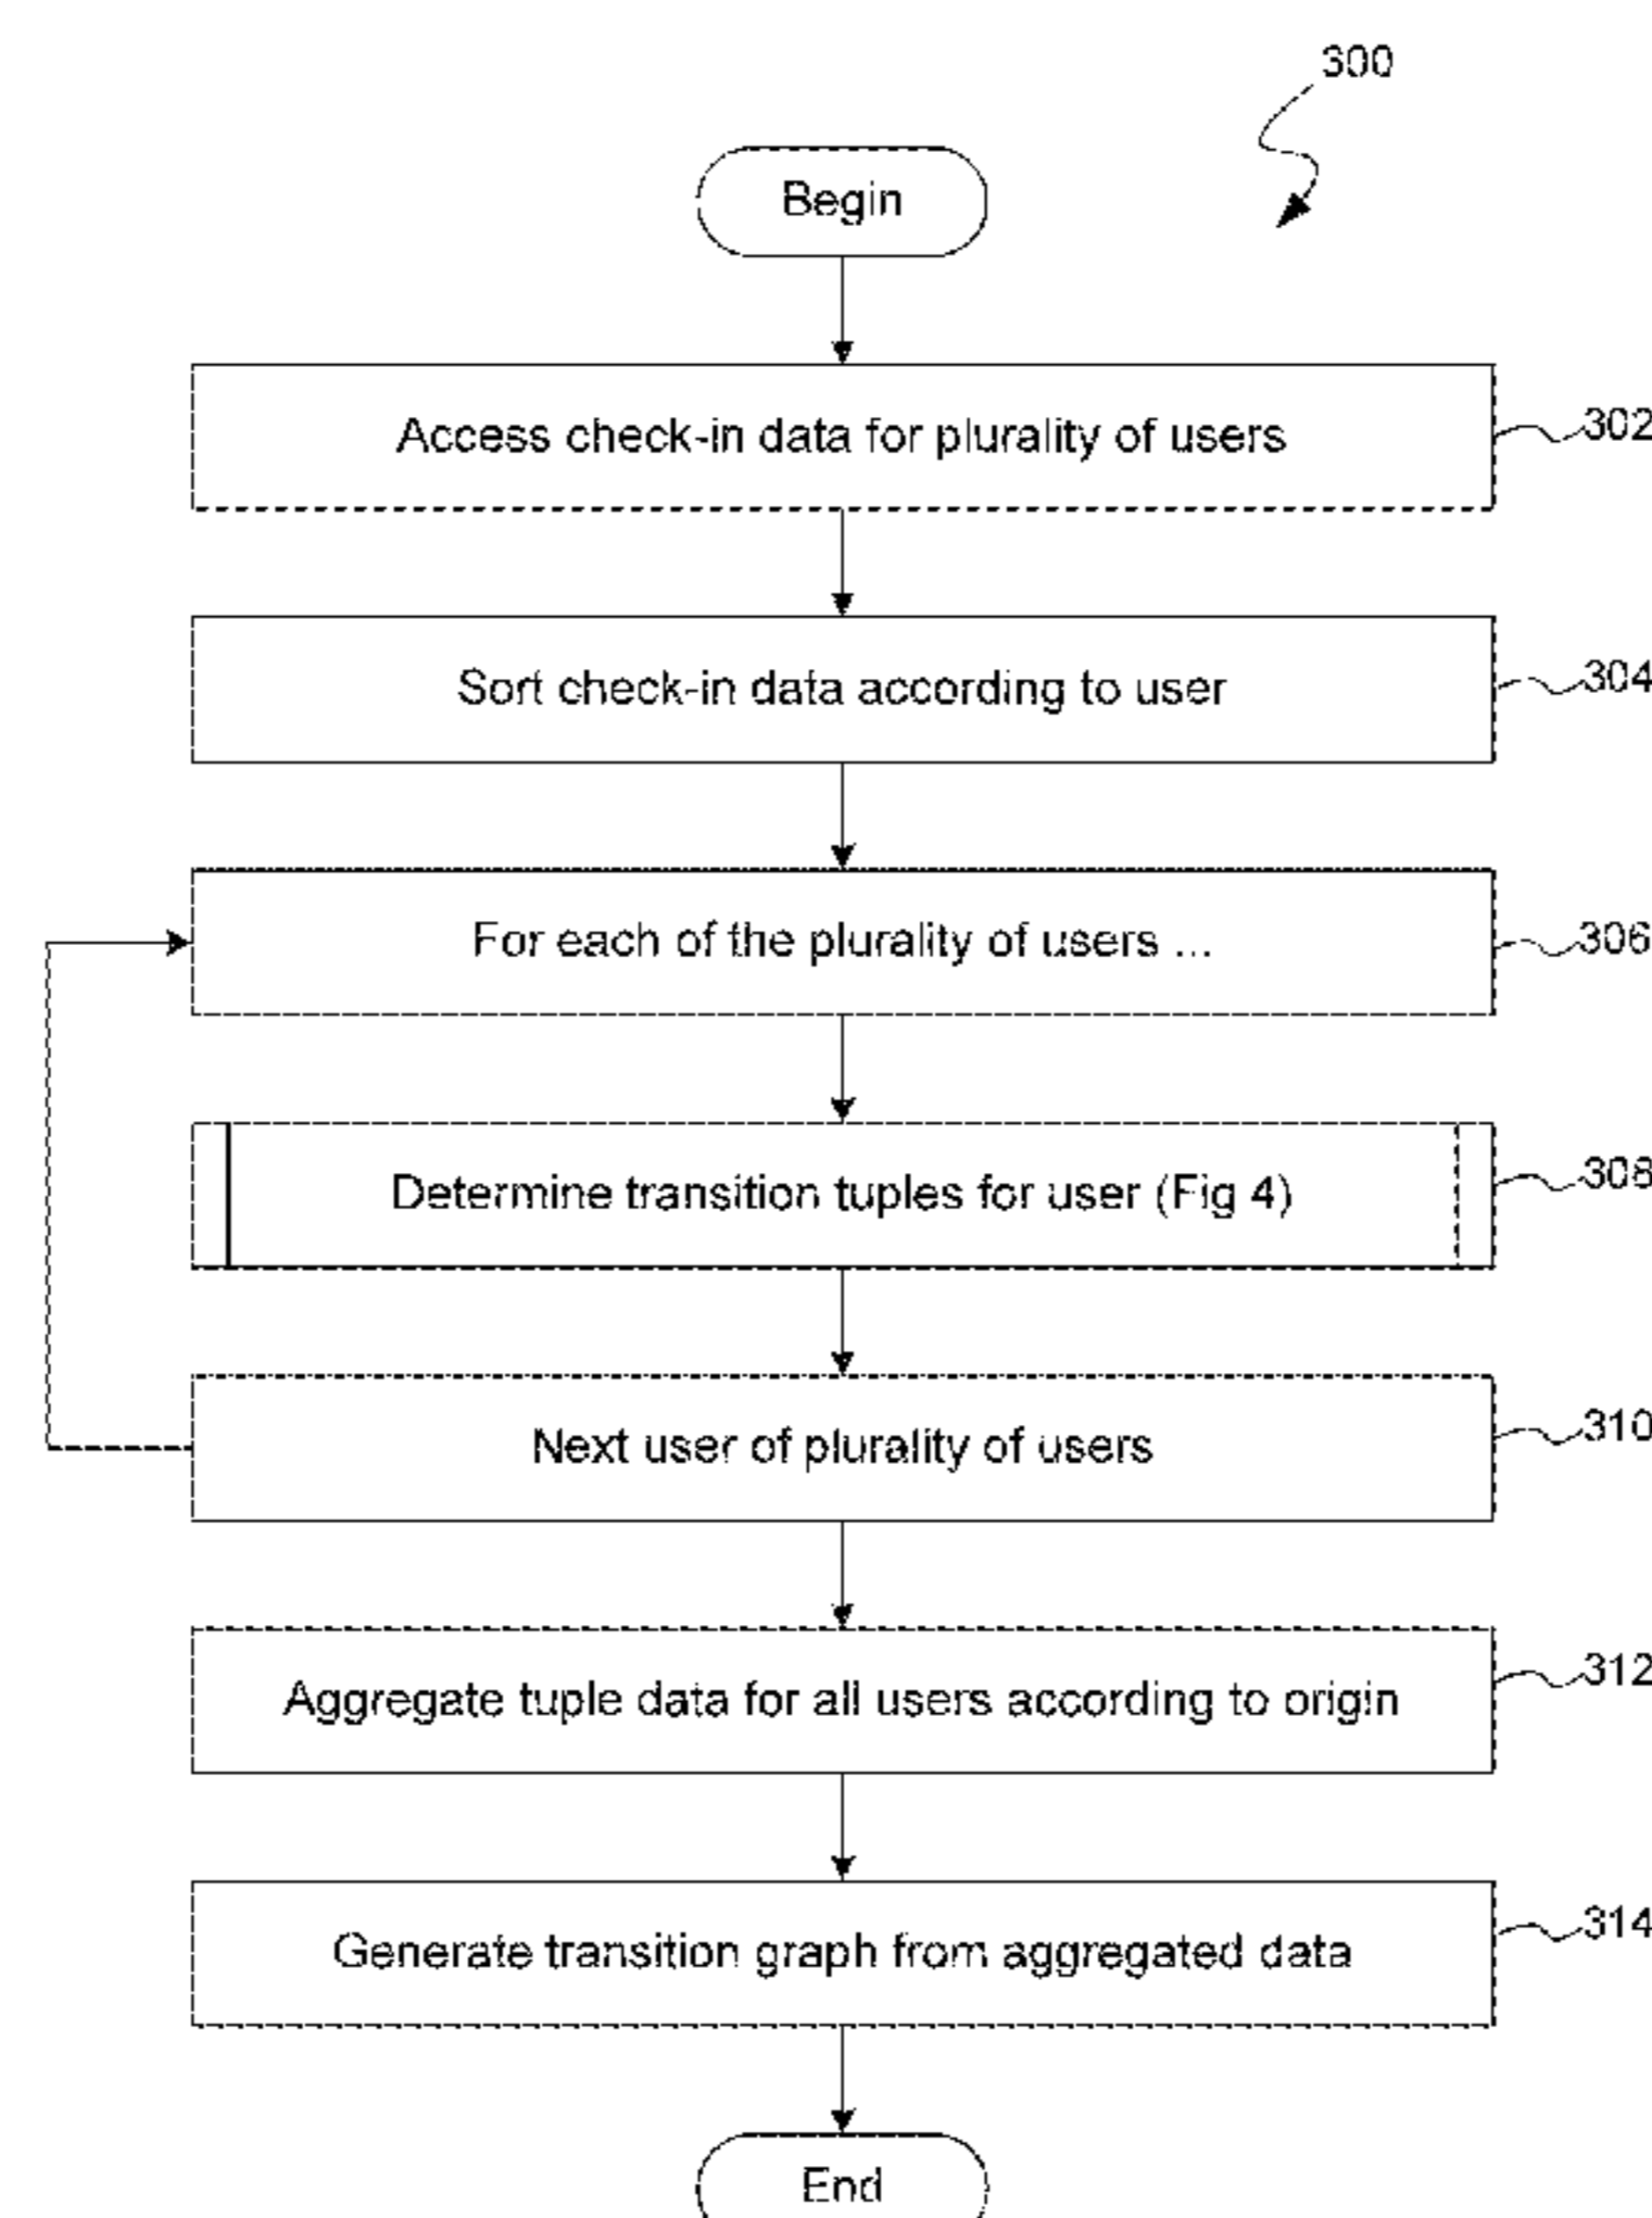 300
Begin
Access check-in data for plurality of users
302
Sort check-in data according to user
304
For each of the plurality of users ...
306
Determine transition tuples for user (Fig 4)
308
Next user of plurality of users
310
Aggregate tuple data for all users according to origin
312
Generate transition graph from aggregated data
314
End